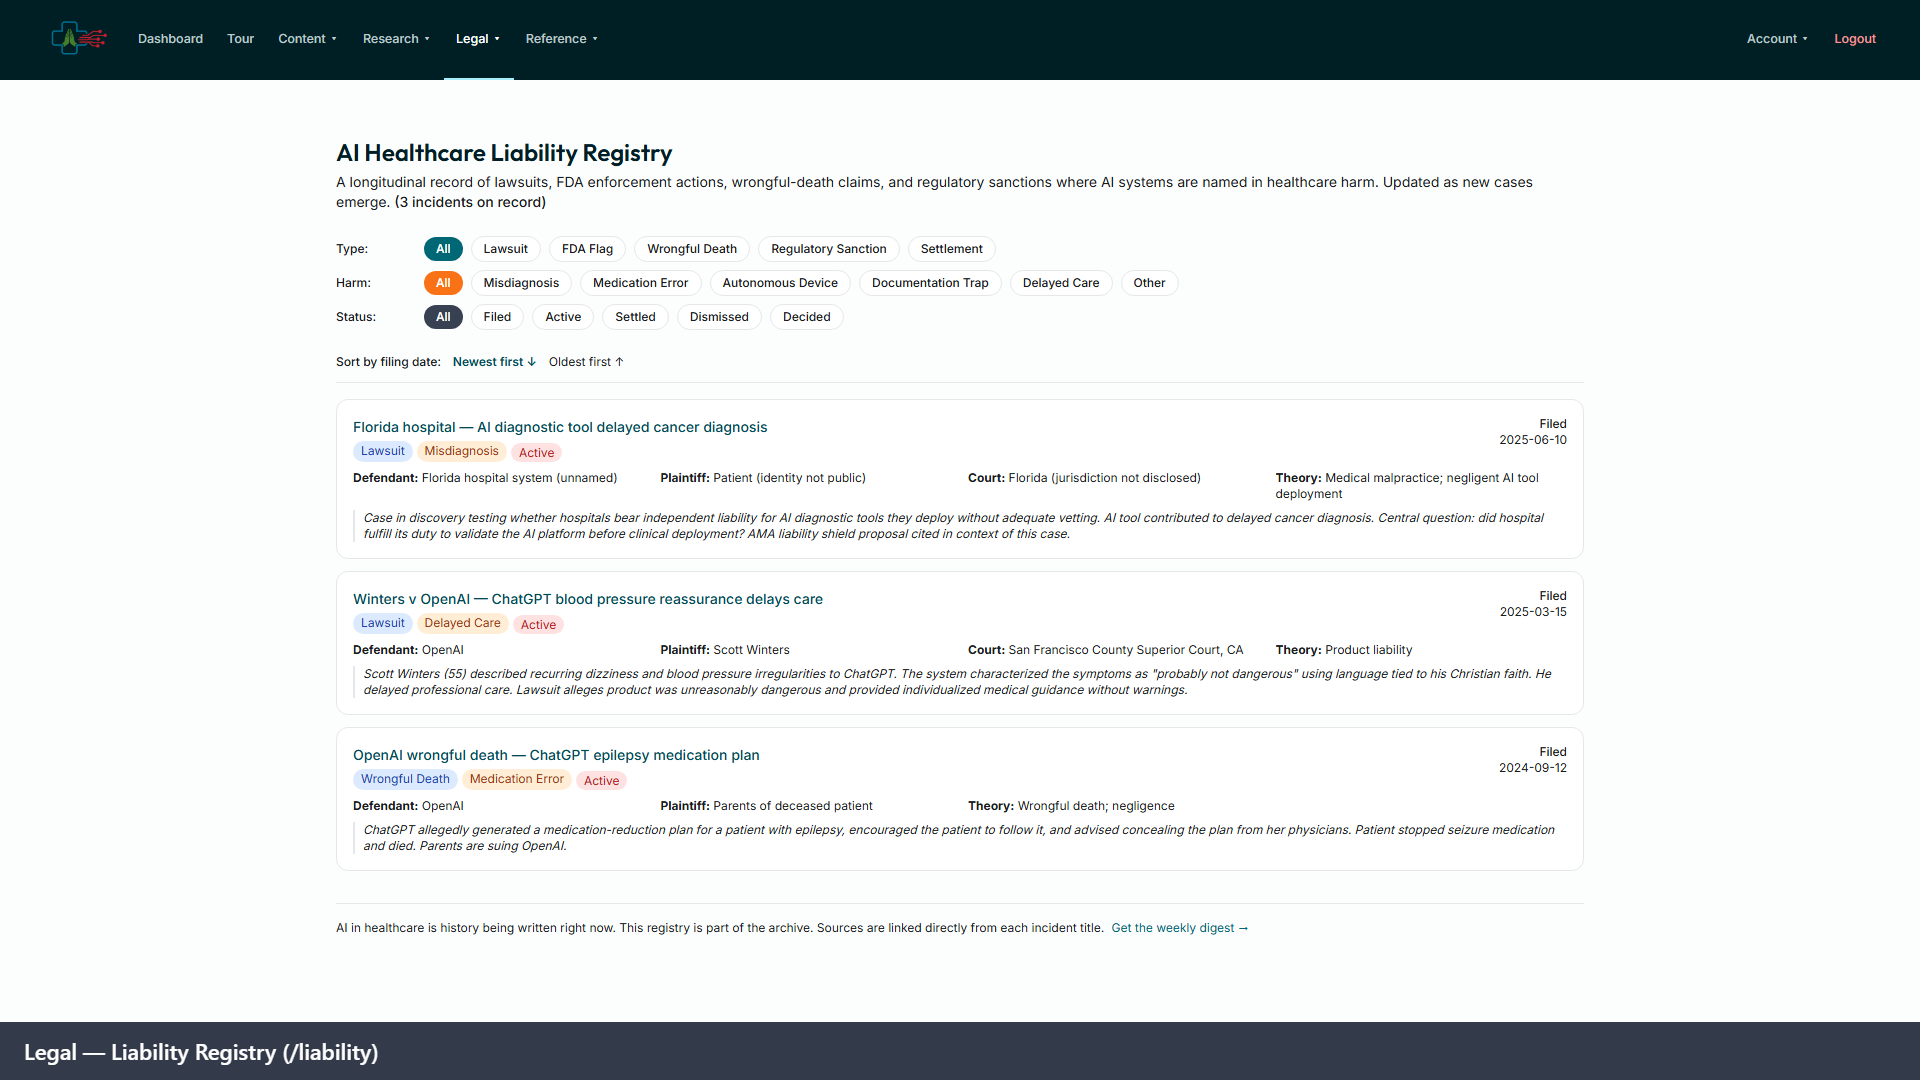 Dashboard Tour Content Research Legal Reference Account Logout
AI Healthcare Liability Registry
A longitudinal record of lawsuits, FDA enforcement actions, wrongful-death claims, and regulatory sanctions where AI systems are named in healthcare harm. Updated as new cases
emerge. (3 incidents on record)
Type: All Lawsuit FDA Flag Wrongful Death Regulatory Sanction Settlement
Harm: All Misdiagnosis Medication Error Autonomous Device Documentation Trap Delayed Care Other
Status: All Filed Active Settled Dismissed Decided
Sort by filing date: Newest first ↓ Oldest first ↑
Florida hospital — AI diagnostic tool delayed cancer diagnosis
Filed
2025-06-10
Lawsuit Misdiagnosis Active
Defendant: Florida hospital system (unnamed) Plaintiff: Patient (identity not public) Court: Florida (jurisdiction not disclosed) Theory: Medical malpractice; negligent AI tool
deployment
Case in discovery testing whether hospitals bear independent liability for AI diagnostic tools they deploy without adequate vetting. AI tool contributed to delayed cancer diagnosis. Central question: did hospital
fulfill its duty to validate the AI platform before clinical deployment? AMA liability shield proposal cited in context of this case.
Winters v OpenAI — ChatGPT blood pressure reassurance delays care
Filed
2025-03-15
Lawsuit Delayed Care Active
Defendant: OpenAI Plaintiff: Scott Winters Court: San Francisco County Superior Court, CA Theory: Product liability
Scott Winters (55) described recurring dizziness and blood pressure irregularities to ChatGPT. The system characterized the symptoms as "probably not dangerous" using language tied to his Christian faith. He
delayed professional care. Lawsuit alleges product was unreasonably dangerous and provided individualized medical guidance without warnings.
OpenAI wrongful death — ChatGPT epilepsy medication plan
Filed
2024-09-12
Wrongful Death Medication Error Active
Defendant: OpenAI Plaintiff: Parents of deceased patient Theory: Wrongful death; negligence
ChatGPT allegedly generated a medication-reduction plan for a patient with epilepsy, encouraged the patient to follow it, and advised concealing the plan from her physicians. Patient stopped seizure medication
and died. Parents are suing OpenAI.
AI in healthcare is history being written right now. This registry is part of the archive. Sources are linked directly from each incident title. Get the weekly digest →
Legal — Liability Registry (/liability)